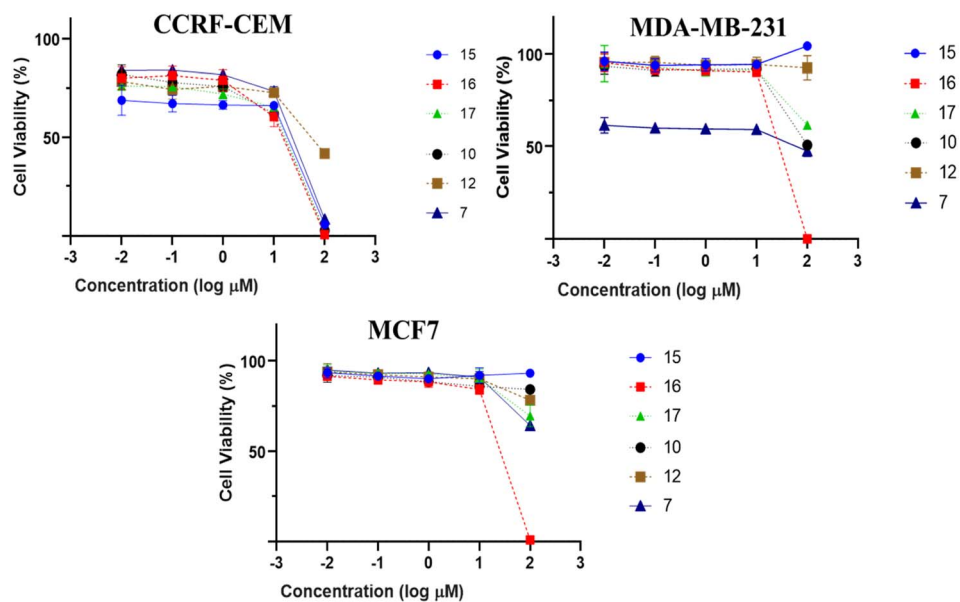 CCRF-CEM
100
50
Cell Viability (%)
-3 -2 -1 0 1 2 3
Concentration (log μM)
15
16
17
10
12
7
MDA-MB-231
100
50
Cell Viability (%)
-3 -2 -1 0 1 2 3
Concentration (log μM)
15
16
17
10
12
7
MCF7
100
50
Cell Viability (%)
-3 -2 -1 0 1 2 3
Concentration (log μM)
15
16
17
10
12
7